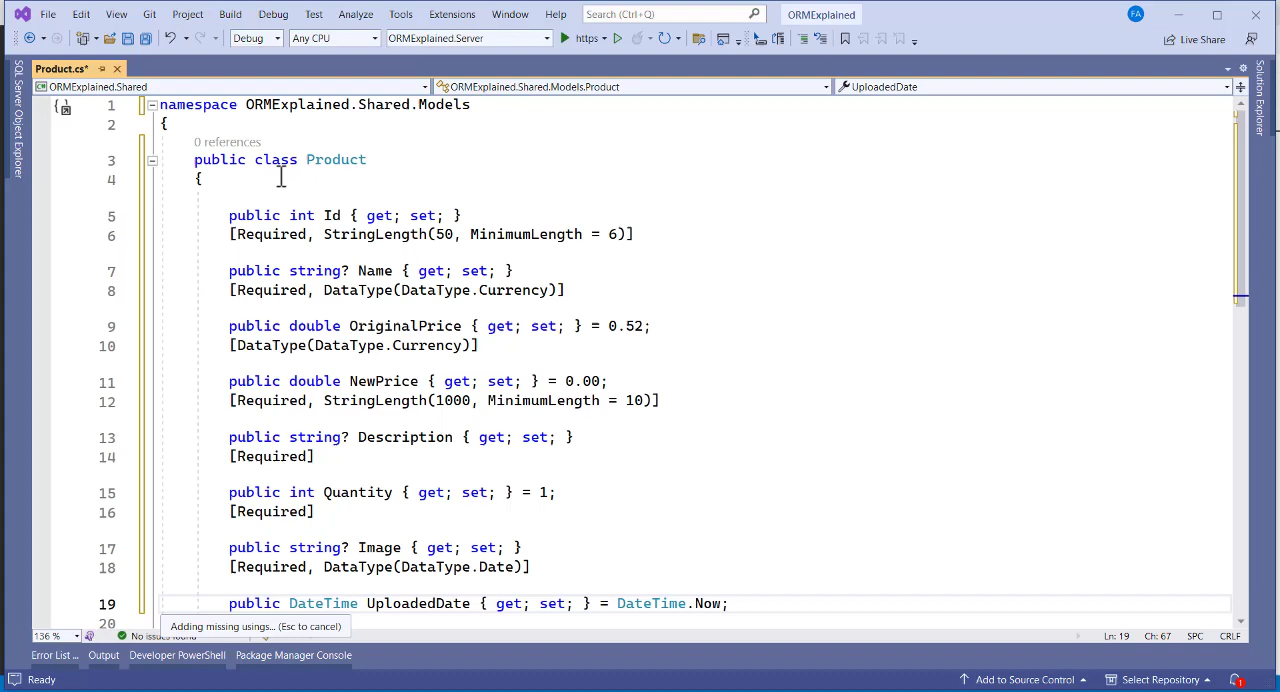 File Edit View Git Project Build Debug Test Analyze Tools Extensions Window Help Search (Ctrl+Q) ORMExplained FA
Debug Any CPU ORMExplained.Server https Live Share
Product.cs*
ORMExplained.Shared ORMExplained.Shared.Models.Product UploadedDate
SQL Server Object Explorer
Solution Explorer
1 namespace ORMExplained.Shared.Models
2 {
0 references
3 public class Product
4 {
5 public int Id { get; set; }
6 [Required, StringLength(50, MinimumLength = 6)]
7 public string? Name { get; set; }
8 [Required, DataType(DataType.Currency)]
9 public double OriginalPrice { get; set; } = 0.52;
10 [DataType(DataType.Currency)]
11 public double NewPrice { get; set; } = 0.00;
12 [Required, StringLength(1000, MinimumLength = 10)]
13 public string? Description { get; set; }
14 [Required]
15 public int Quantity { get; set; } = 1;
16 [Required]
17 public string? Image { get; set; }
18 [Required, DataType(DataType.Date)]
19 public DateTime UploadedDate { get; set; } = DateTime.Now;
20
Adding missing usings... (Esc to cancel)
136 % No issues found Ln: 19 Ch: 67 SPC CRLF
Error List ... Output Developer PowerShell Package Manager Console
Ready Add to Source Control Select Repository 1